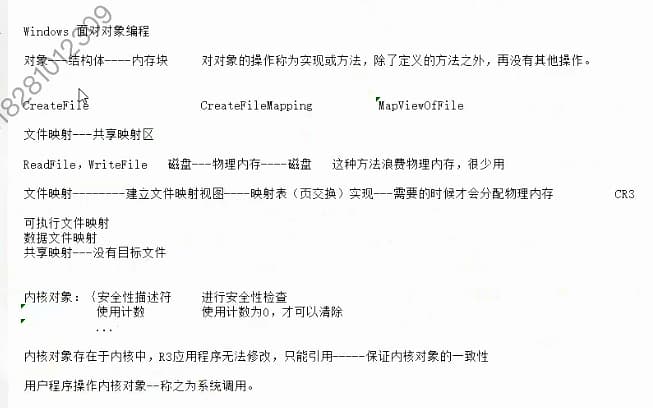 Windows 面对对象编程
对象---结构体----内存块 对对象的操作称为实现或方法，除了定义的方法之外，再没有其他操作。
18281012309
CreateFile CreateFileMapping MapViewOfFile
文件映射---共享映射区
ReadFile，WriteFile 磁盘---物理内存----磁盘 这种方法浪费物理内存，很少用
文件映射--------建立文件映射视图----映射表（页交换）实现---需要的时候才会分配物理内存 CR3
可执行文件映射
数据文件映射
共享映射---没有目标文件
内核对象：{安全性描述符 进行安全性检查
使用计数 使用计数为0，才可以清除
...
内核对象存在于内核中，R3应用程序无法修改，只能引用-----保证内核对象的一致性
用户程序操作内核对象--称之为系统调用。